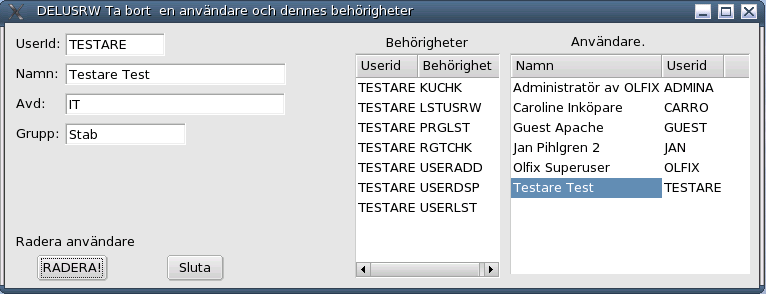 DELUSRW Ta bort en användare och dennes behörigheter
UserId: TESTARE
Namn: Testare Test
Avd: IT
Grupp: Stab
Radera användare
RADERA! Sluta
Behörigheter
Userid Behörighet
TESTARE KUCHK
TESTARE LSTUSRW
TESTARE PRGLST
TESTARE RGTCHK
TESTARE USERADD
TESTARE USERDSP
TESTARE USERLST
Användare.
Namn Userid
Administratör av OLFIX ADMINA
Caroline Inköpare CARRO
Guest Apache GUEST
Jan Pihlgren 2 JAN
Olfix Superuser OLFIX
Testare Test TESTARE